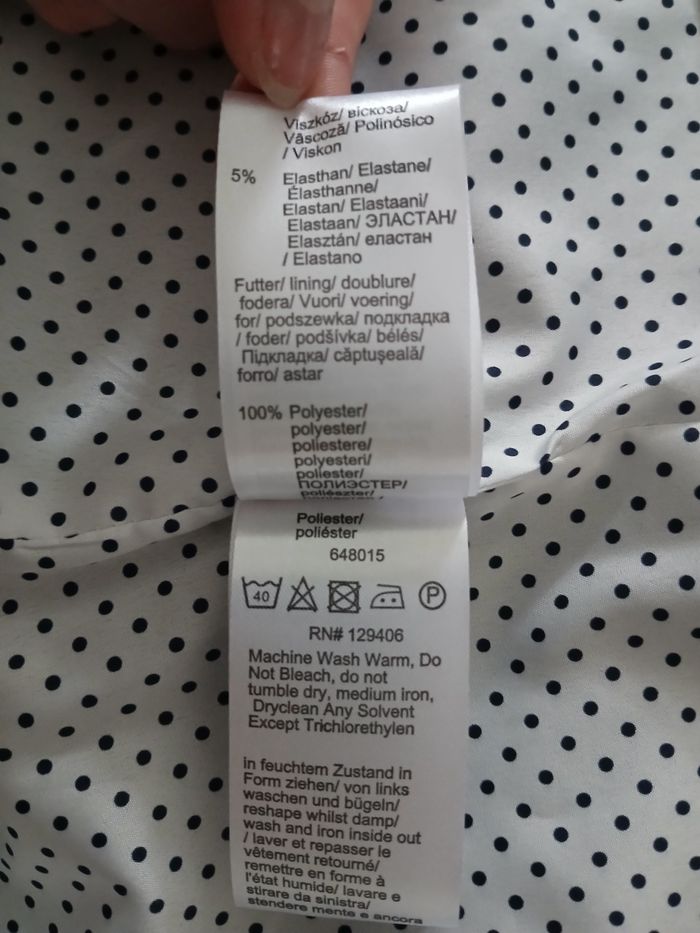 Viszkóz/ віскоза/
Vâscoză/ Polinósico
/ Viskon
5% Elasthan/ Elastane/
Élasthanne/
Elastan/ Elastaani/
Elastaan/ ЭЛАСТАН/
Elasztán/ еластан
/ Elastano
Futter/ lining/ doublure/
fodera/ Vuori/ voering/
for/ podszewka/ подкладка
/ foder/ podšívka/ bélés/
Підкладка/ căptuşeală/
forro/ astar
100% Polyester/
polyester/
poliestere/
polyesteri/
poliester/
ПОЛИЭСТЕР/
poliészter/
Poliester/
poliéster
648015
40 P
RN# 129406
Machine Wash Warm, Do
Not Bleach, do not
tumble dry, medium iron,
Dryclean Any Solvent
Except Trichlorethylen
in feuchtem Zustand in
Form ziehen/ von links
waschen und bügeln/
reshape whilst damp/
wash and iron inside out
/ laver et repasser le
vêtement retourné/
remettre en forme à
l'état humide/ lavare e
stirare da sinistra/
stendere mente e ancora